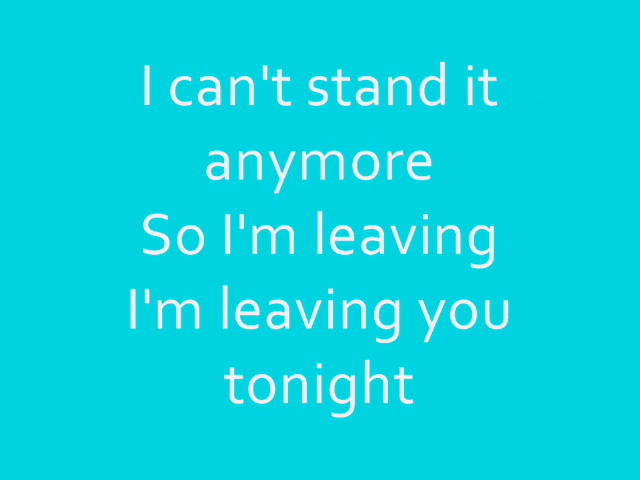 I can't stand it
anymore
So I'm leaving
I'm leaving you
tonight